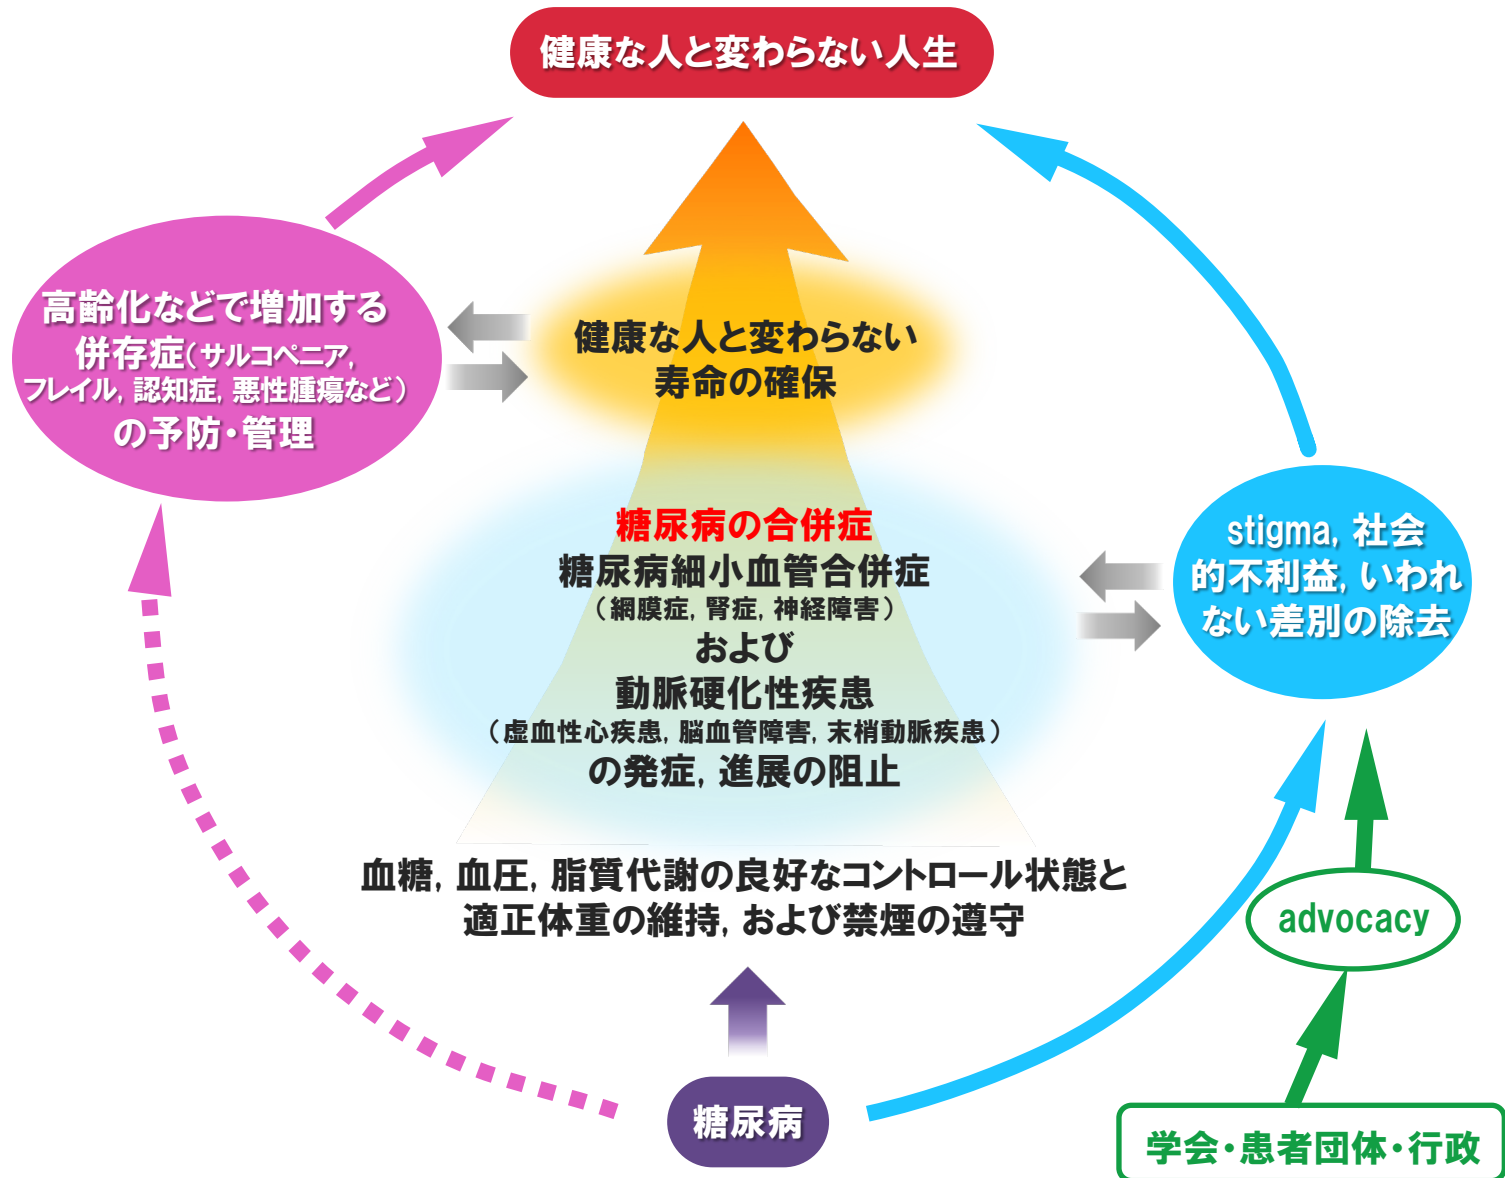 健康な人と変わらない人生
高齢化などで増加する
併存症(サルコペニア,
フレイル, 認知症, 悪性腫瘍など)
の予防・管理
健康な人と変わらない
寿命の確保
糖尿病の合併症
糖尿病細小血管合併症
(網膜症, 腎症, 神経障害)
および
動脈硬化性疾患
(虚血性心疾患, 脳血管障害, 末梢動脈疾患)
の発症, 進展の阻止
stigma, 社会
的不利益, いわれ
ない差別の除去
血糖, 血圧, 脂質代謝の良好なコントロール状態と
適正体重の維持, および禁煙の遵守
advocacy
糖尿病
学会・患者団体・行政